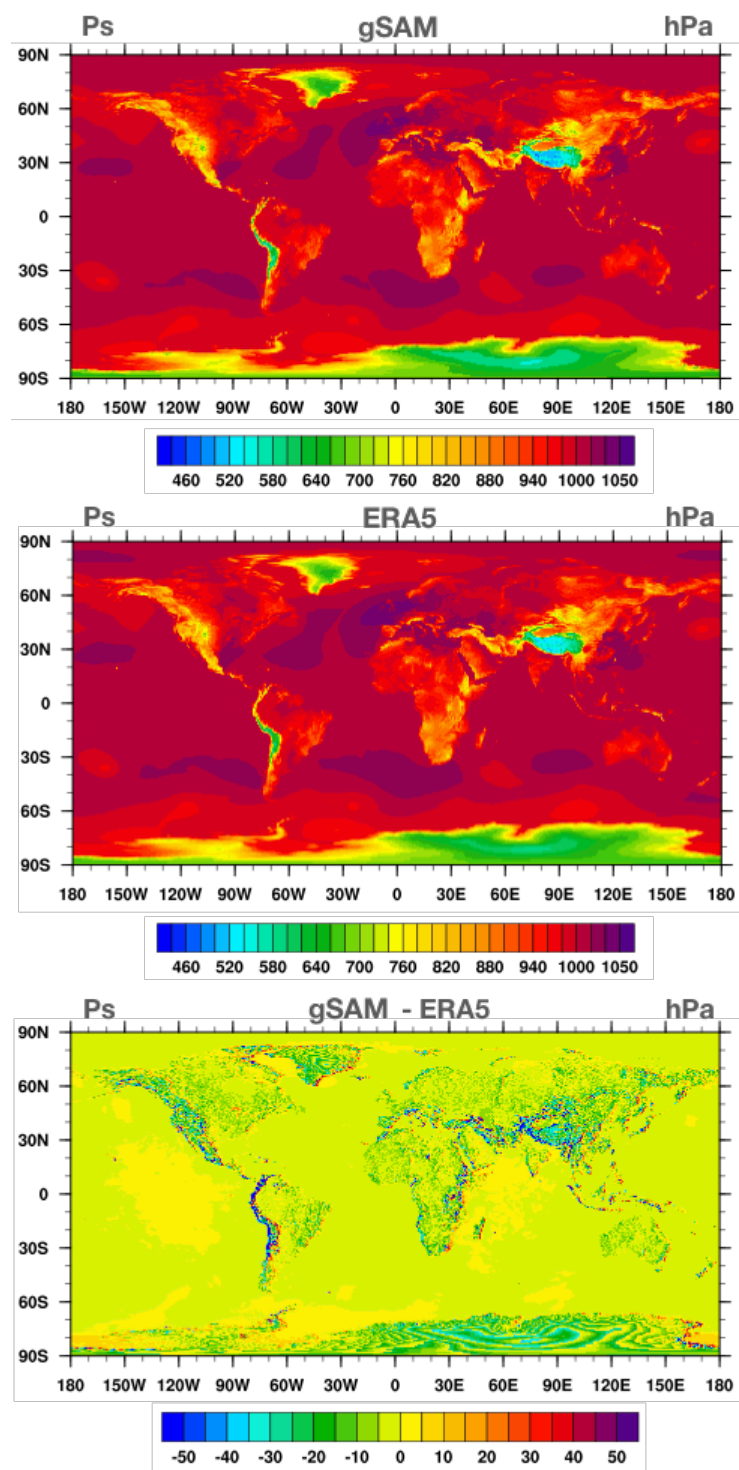 Ps gSAM hPa
90N
60N
30N
0
30S
60S
90S
180 150W 120W 90W 60W 30W 0 30E 60E 90E 120E 150E 180
460 520 580 640 700 760 820 880 940 1000 1050
Ps ERA5 hPa
90N
60N
30N
0
30S
60S
90S
180 150W 120W 90W 60W 30W 0 30E 60E 90E 120E 150E 180
460 520 580 640 700 760 820 880 940 1000 1050
Ps gSAM - ERA5 hPa
90N
60N
30N
0
30S
60S
90S
180 150W 120W 90W 60W 30W 0 30E 60E 90E 120E 150E 180
-50 -40 -30 -20 -10 0 10 20 30 40 50